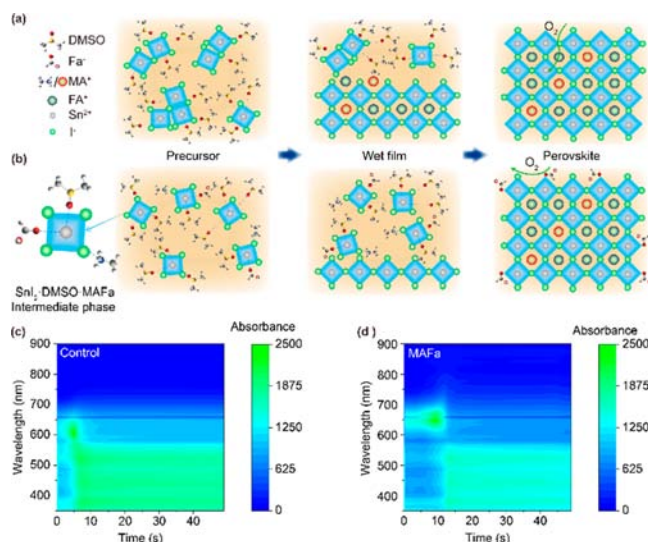 (a)
DMSO
Fa⁻
/MA⁺
FA⁺
Sn²⁺
I⁻
O₂
Precursor
Wet film
Perovskite
(b)
SnI₂·DMSO·MAFa
Intermediate phase
O₂
(c)
Absorbance
Control
Wavelength (nm)
900
800
700
600
500
400
0
10
20
30
40
Time (s)
2500
1875
1250
625
0
(d)
Absorbance
MAFa
Wavelength (nm)
900
800
700
600
500
400
0
10
20
30
40
Time (s)
2500
1875
1250
625
0